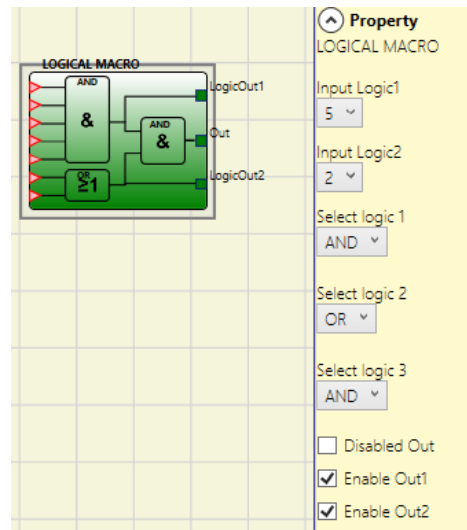 LOGICAL MACRO
AND
&
LogicOut1
AND
&
Out
OR
≥1
LogicOut2
Property
LOGICAL MACRO
Input Logic1
5
Input Logic2
2
Select logic 1
AND
Select logic 2
OR
Select logic 3
AND
Disabled Out
Enable Out1
Enable Out2